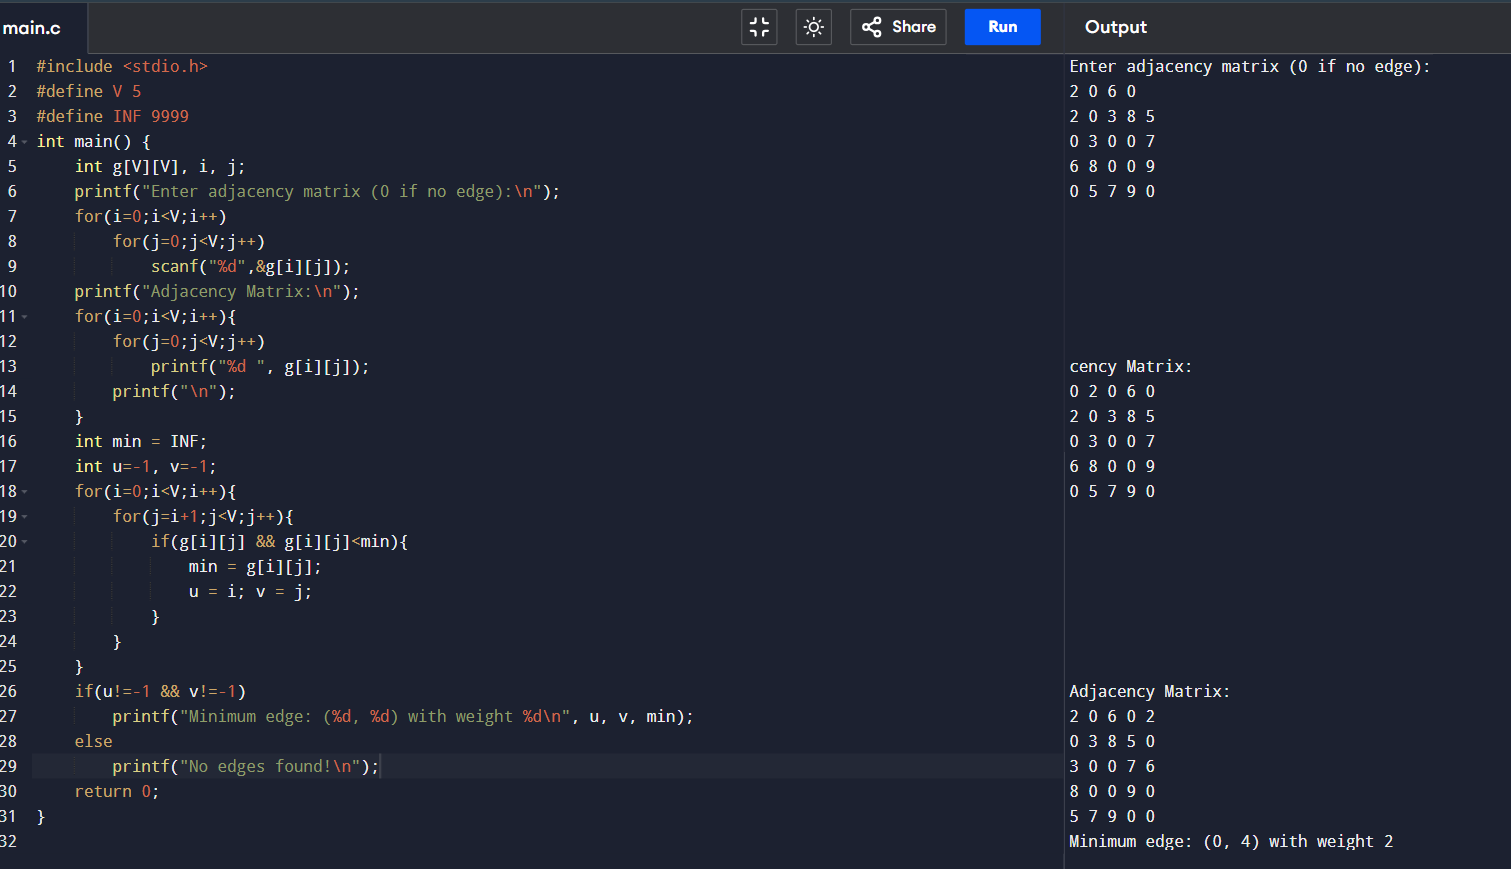 main.c
Share
Run
Output
1 #include <stdio.h>
2 #define V 5
3 #define INF 9999
4 int main() {
5     int g[V][V], i, j;
6     printf("Enter adjacency matrix (0 if no edge):\n");
7     for(i=0;i<V;i++)
8         for(j=0;j<V;j++)
9             scanf("%d",&g[i][j]);
10     printf("Adjacency Matrix:\n");
11     for(i=0;i<V;i++){
12         for(j=0;j<V;j++)
13             printf("%d ", g[i][j]);
14         printf("\n");
15     }
16     int min = INF;
17     int u=-1, v=-1;
18     for(i=0;i<V;i++){
19         for(j=i+1;j<V;j++){
20             if(g[i][j] && g[i][j]<min){
21                 min = g[i][j];
22                 u = i; v = j;
23             }
24         }
25     }
26     if(u!=-1 && v!=-1)
27         printf("Minimum edge: (%d, %d) with weight %d\n", u, v, min);
28     else
29         printf("No edges found!\n");
30     return 0;
31 }
32
Enter adjacency matrix (0 if no edge):
2 0 6 0
2 0 3 8 5
0 3 0 0 7
6 8 0 0 9
0 5 7 9 0
cency Matrix:
0 2 0 6 0
2 0 3 8 5
0 3 0 0 7
6 8 0 0 9
0 5 7 9 0
Adjacency Matrix:
2 0 6 0 2
0 3 8 5 0
3 0 0 7 6
8 0 0 9 0
5 7 9 0 0
Minimum edge: (0, 4) with weight 2